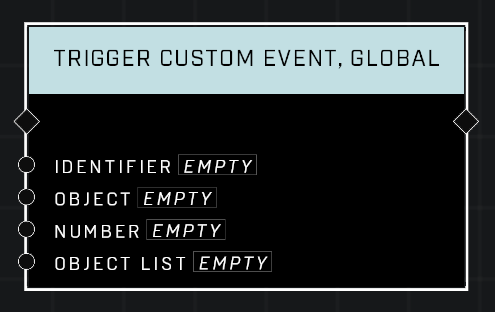 TRIGGER CUSTOM EVENT, GLOBAL
IDENTIFIER EMPTY
OBJECT EMPTY
NUMBER EMPTY
OBJECT LIST EMPTY